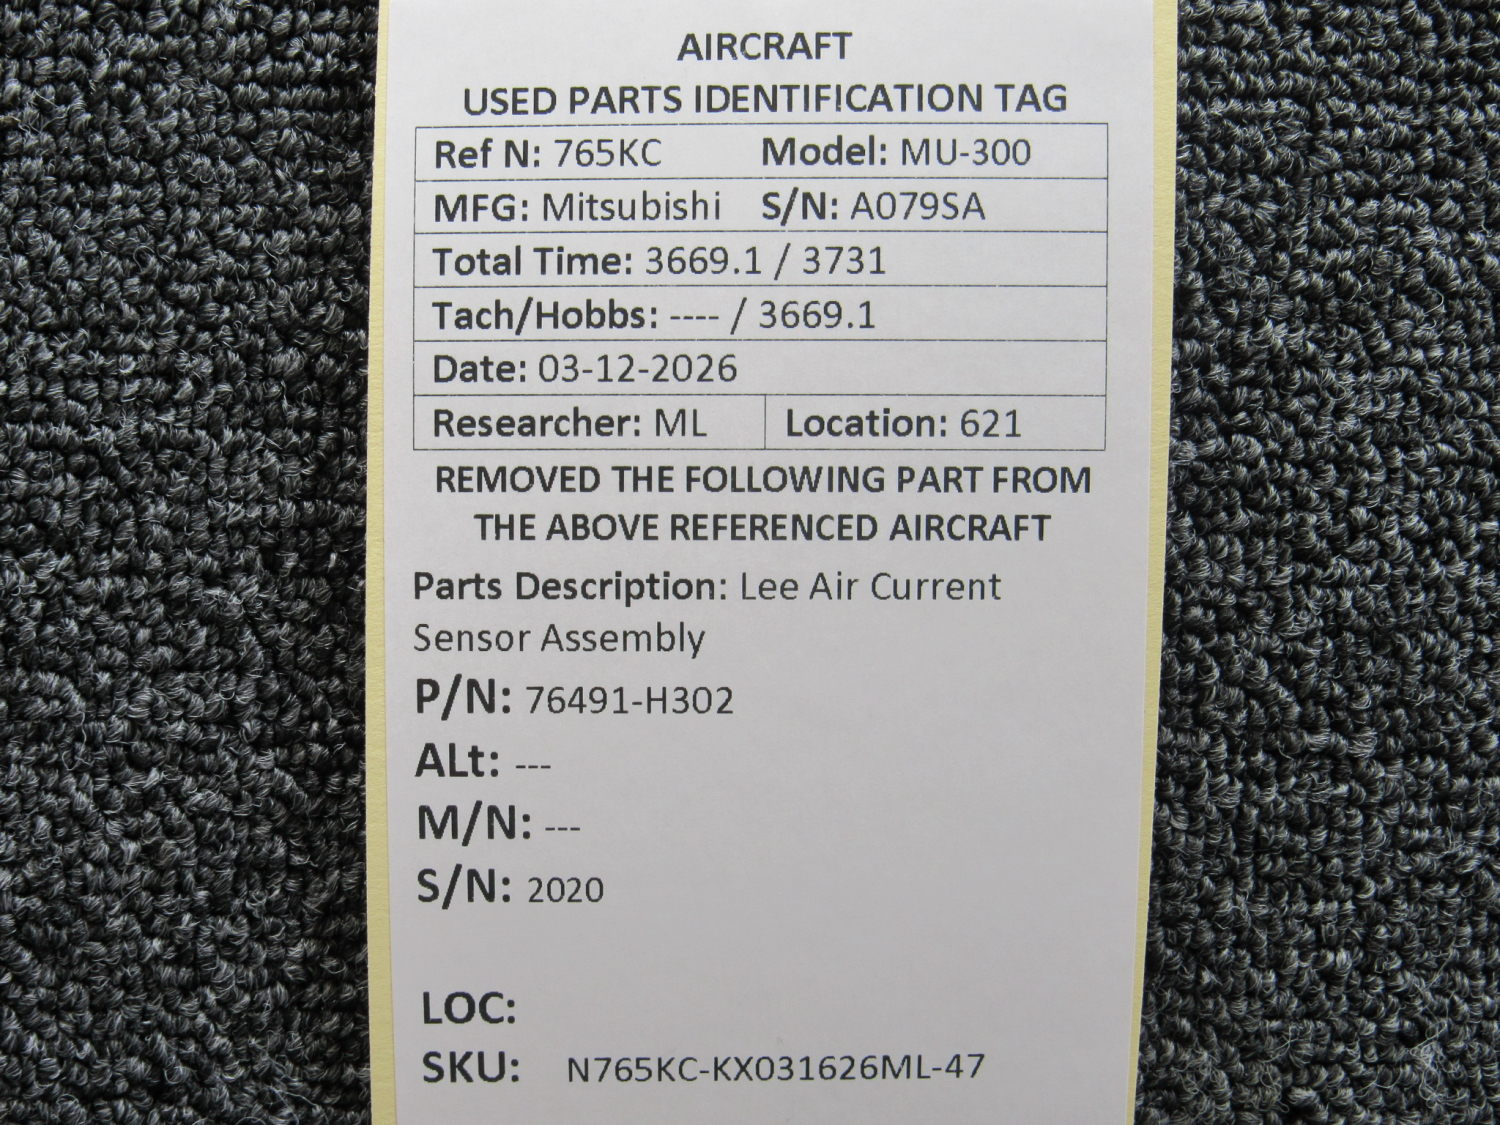 AIRCRAFT
USED PARTS IDENTIFICATION TAG
Ref N: 765KC Model: MU-300
MFG: Mitsubishi S/N: A079SA
Total Time: 3669.1 / 3731
Tach/Hobbs: ---- / 3669.1
Date: 03-12-2026
Researcher: ML Location: 621
REMOVED THE FOLLOWING PART FROM
THE ABOVE REFERENCED AIRCRAFT
Parts Description: Lee Air Current
Sensor Assembly
P/N: 76491-H302
ALt: ---
M/N: ---
S/N: 2020
LOC:
SKU: N765KC-KX031626ML-47